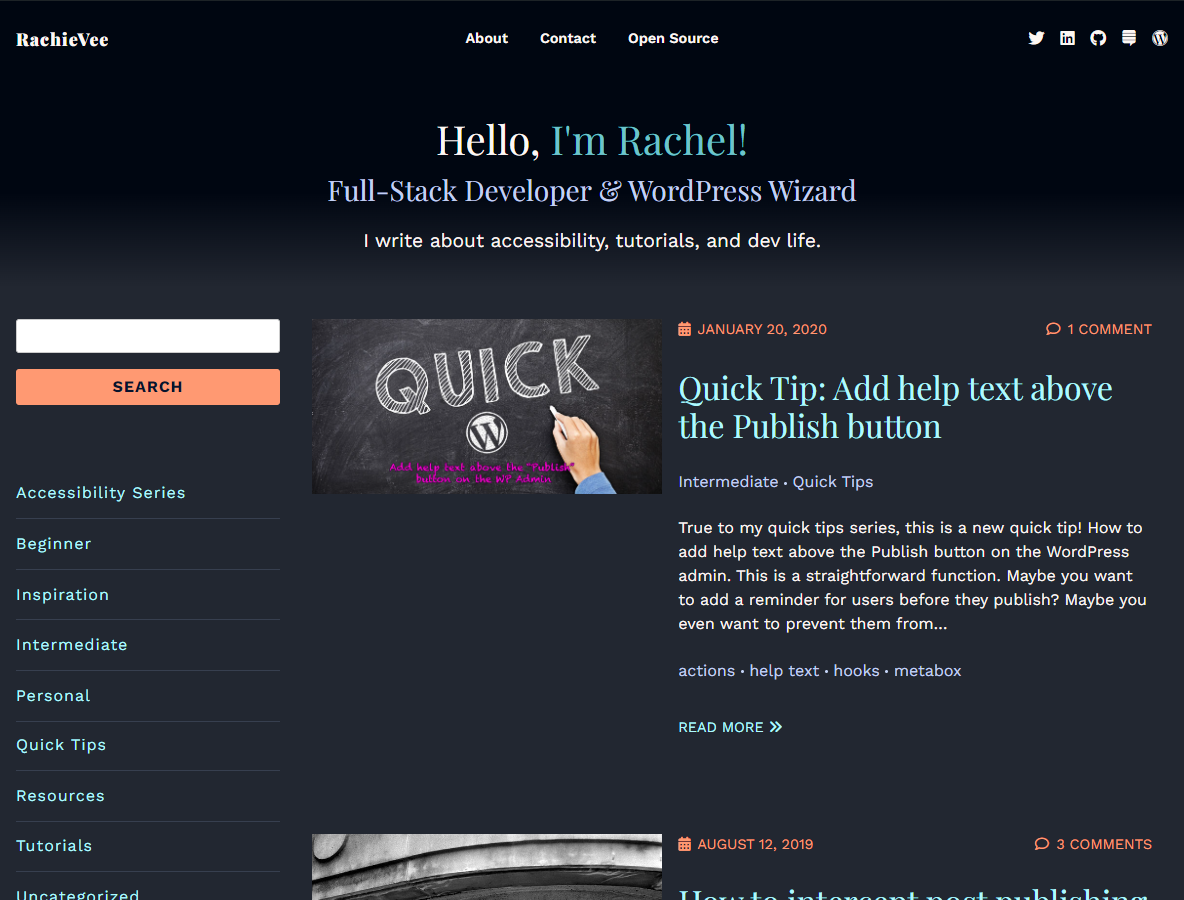 RachieVee
About
Contact
Open Source
Hello, I'm Rachel!
Full-Stack Developer & WordPress Wizard
I write about accessibility, tutorials, and dev life.
SEARCH
Accessibility Series
Beginner
Inspiration
Intermediate
Personal
Quick Tips
Resources
Tutorials
Uncategorized
QUICK
Add help text above the "Publish"
button on the WP Admin
JANUARY 20, 2020
1 COMMENT
Quick Tip: Add help text above
the Publish button
Intermediate • Quick Tips
True to my quick tips series, this is a new quick tip! How to
add help text above the Publish button on the WordPress
admin. This is a straightforward function. Maybe you want
to add a reminder for users before they publish? Maybe you
even want to prevent them from...
actions • help text • hooks • metabox
READ MORE
AUGUST 12, 2019
3 COMMENTS
How to intercept post publishing